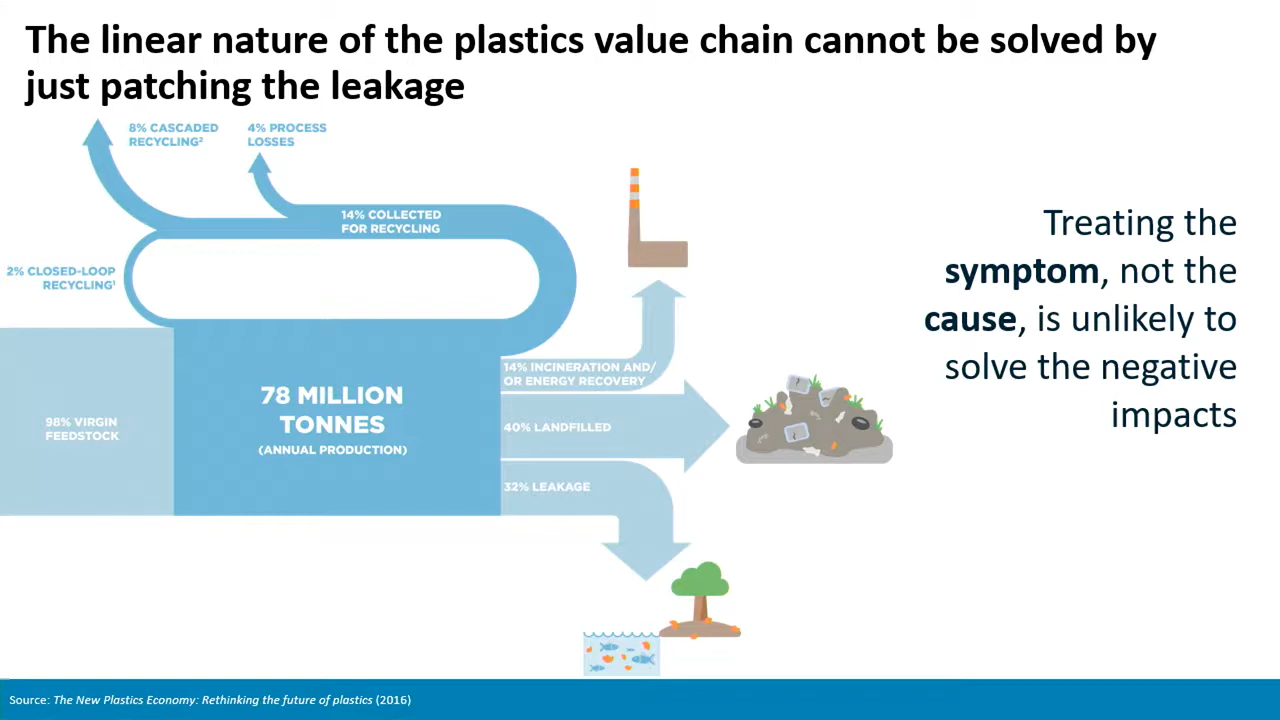 The linear nature of the plastics value chain cannot be solved by
just patching the leakage
8% CASCADED
RECYCLING²
4% PROCESS
LOSSES
14% COLLECTED
FOR RECYCLING
2% CLOSED-LOOP
RECYCLING¹
98% VIRGIN
FEEDSTOCK
78 MILLION
TONNES
(ANNUAL PRODUCTION)
14% INCINERATION AND/
OR ENERGY RECOVERY
40% LANDFILLED
32% LEAKAGE
Treating the
symptom, not the
cause, is unlikely to
solve the negative
impacts
Source: The New Plastics Economy: Rethinking the future of plastics (2016)